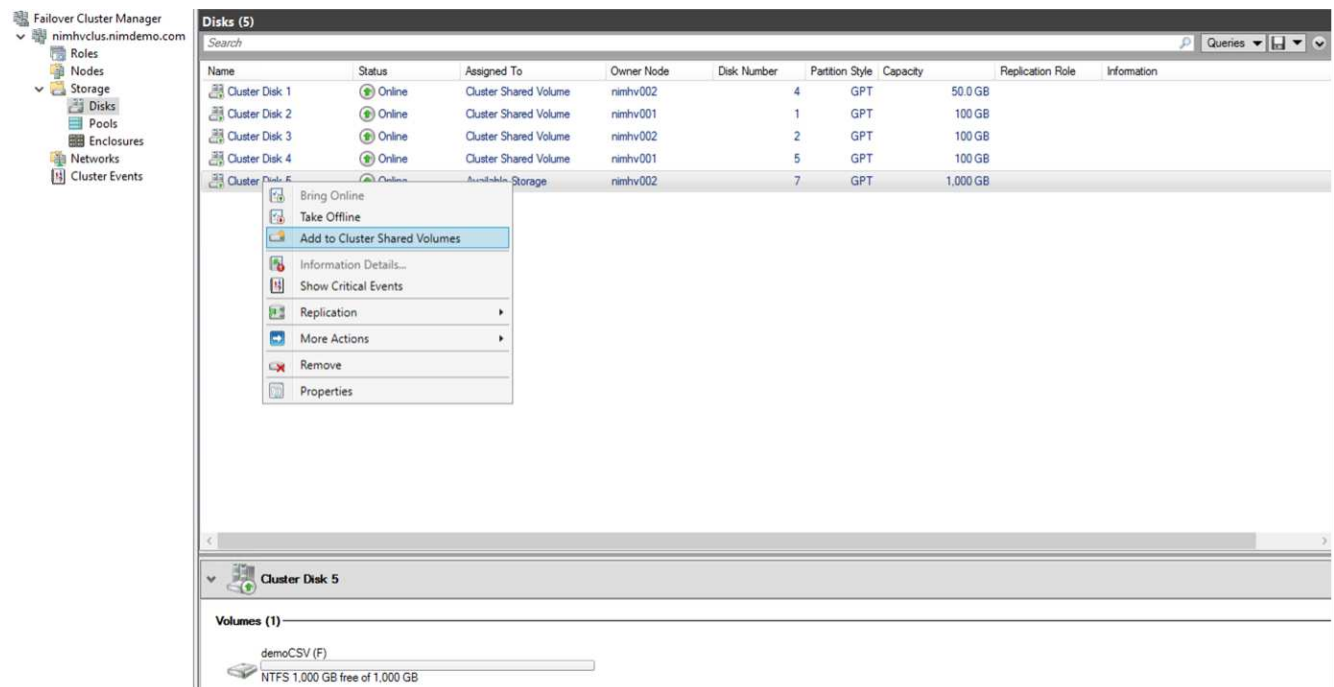 Failover Cluster Manager
nimhvclus.nimdemo.com
Roles
Nodes
Storage
Disks
Pools
Enclosures
Networks
Cluster Events
Disks (5)
Search
Queries
Name Status Assigned To Owner Node Disk Number Partition Style Capacity Replication Role Information
Cluster Disk 1 Online Cluster Shared Volume nimhv002 4 GPT 50.0 GB
Cluster Disk 2 Online Cluster Shared Volume nimhv001 1 GPT 100 GB
Cluster Disk 3 Online Cluster Shared Volume nimhv002 2 GPT 100 GB
Cluster Disk 4 Online Cluster Shared Volume nimhv001 5 GPT 100 GB
Cluster Disk 5 Online Available Storage nimhv002 7 GPT 1,000 GB
Bring Online
Take Offline
Add to Cluster Shared Volumes
Information Details...
Show Critical Events
Replication
More Actions
Remove
Properties
Cluster Disk 5
Volumes (1)
demoCSV (F)
NTFS 1,000 GB free of 1,000 GB